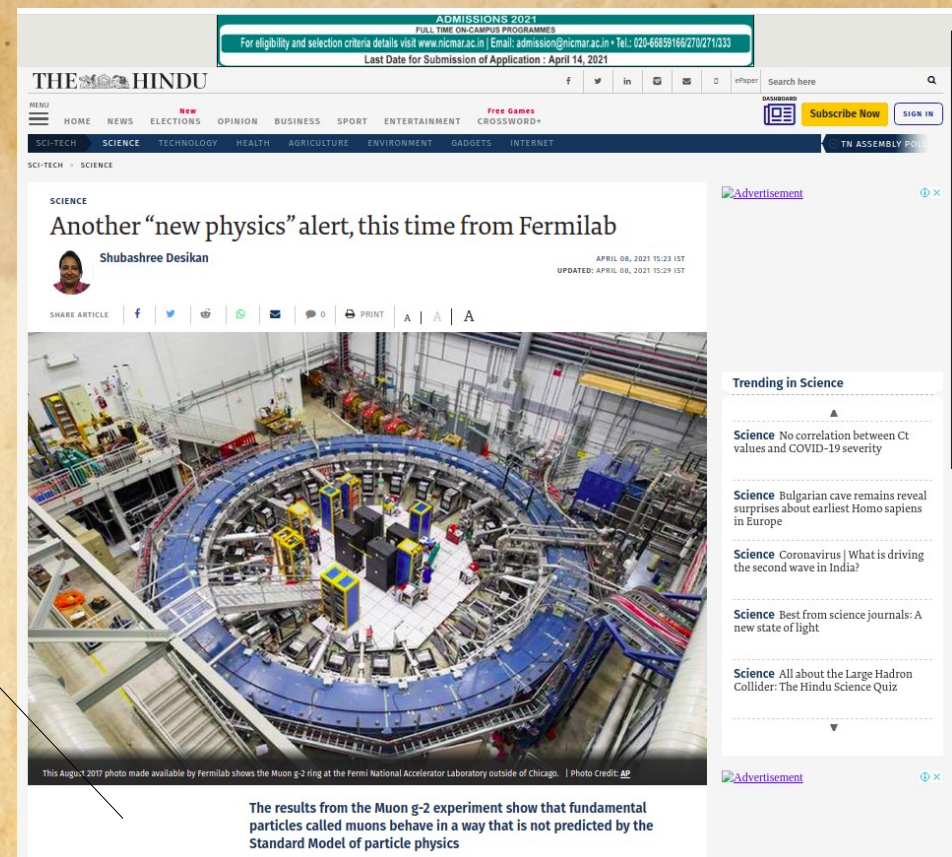 ADMISSIONS 2021
FULL TIME ON-CAMPUS PROGRAMMES
For eligibility and selection criteria details visit www.nicmar.ac.in | Email: admission@nicmar.ac.in • Tel.: 020-66859166/270/271/333
Last Date for Submission of Application : April 14, 2021
THE HINDU
ePaper Search here
MENU
HOME NEWS New ELECTIONS OPINION BUSINESS SPORT ENTERTAINMENT Free Games CROSSWORD+
DASHBOARD
Subscribe Now
SIGN IN
SCI-TECH SCIENCE TECHNOLOGY HEALTH AGRICULTURE ENVIRONMENT GADGETS INTERNET
TN ASSEMBLY
SCI-TECH SCIENCE
SCIENCE
Another “new physics” alert, this time from Fermilab
Shubashree Desikan
APRIL 08, 2021 15:23 IST
UPDATED: APRIL 08, 2021 15:29 IST
SHARE ARTICLE 0 PRINT A | A | A
This August 2017 photo made available by Fermilab shows the Muon g-2 ring at the Fermi National Accelerator Laboratory outside of Chicago. | Photo Credit: AP
The results from the Muon g-2 experiment show that fundamental
particles called muons behave in a way that is not predicted by the
Standard Model of particle physics
Advertisement
Trending in Science
Science No correlation between Ct
values and COVID-19 severity
Science Bulgarian cave remains reveal
surprises about earliest Homo sapiens
in Europe
Science Coronavirus | What is driving
the second wave in India?
Science Best from science journals: A
new state of light
Science All about the Large Hadron
Collider: The Hindu Science Quiz
Advertisement